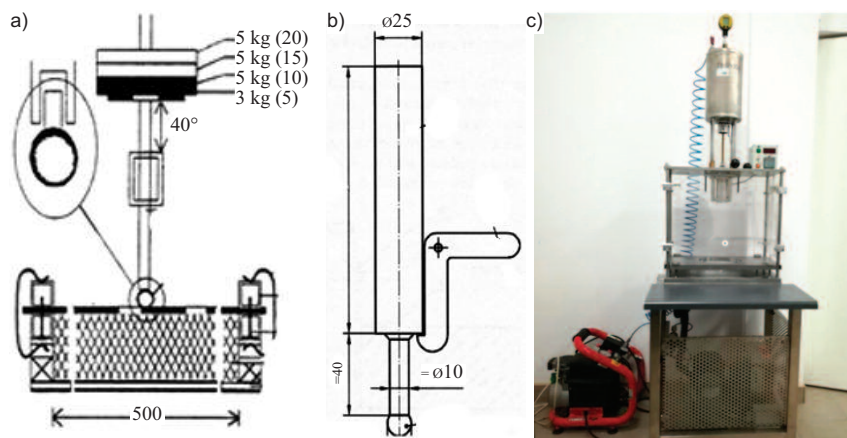 a)
5 kg (20)
5 kg (15)
5 kg (10)
3 kg (5)
40°
500
b)
ø25
=40
= ø10
c)